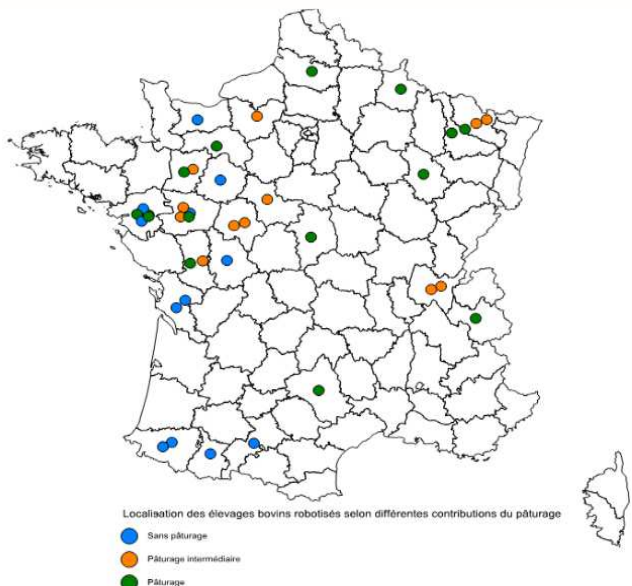 Localisation des élevages bovins robotisés selon différentes contributions du pâturage
Sans pâturage
Pâturage intermédiaire
Pâturage